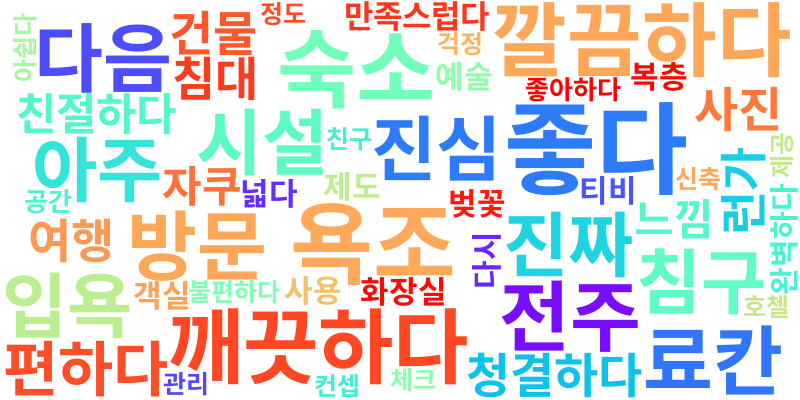 정도
만족스럽다
깔끔하다
아쉽다
다음
건물
숙소
걱정
침대
예술
좋아하다
복층
사진
친절하다
시설
친구
진심
좋다
아주
자쿠
넓다
제도
티비
신축
런가
제공
공간
벚꽃
여행
방문
욕조
다시
진짜
느낌
완벽하다
침구
입욕
객실
불편하다
사용
화장실
전주
호첼
편하다
깨끗하다
관리
컨셉
체크
청결하다
료칸